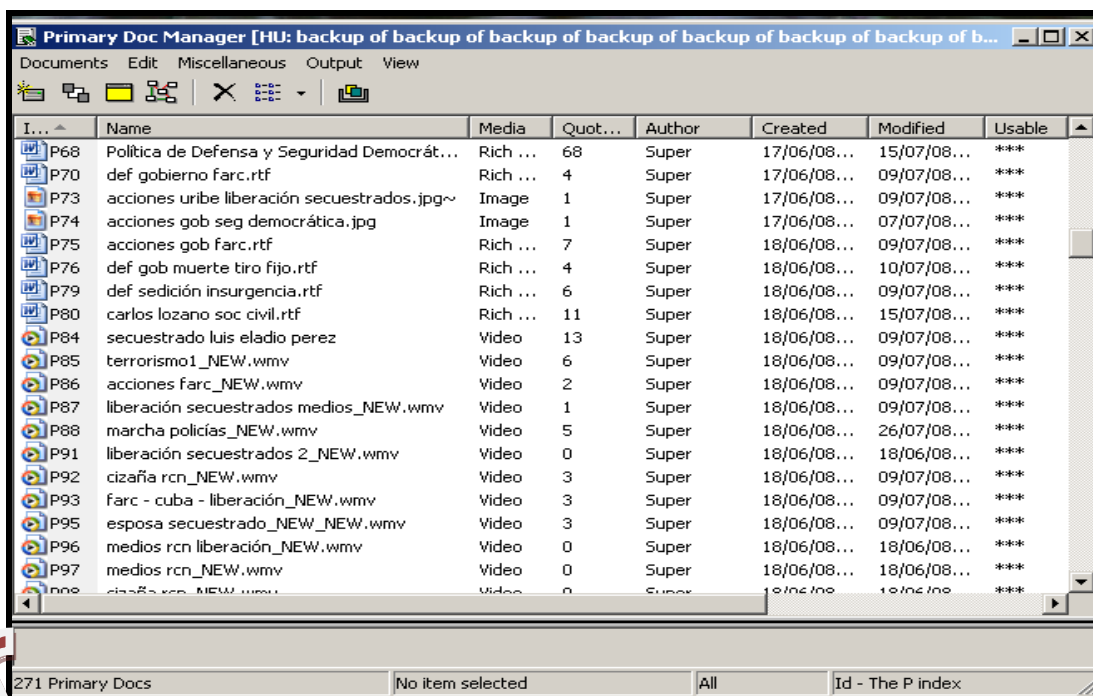 Primary Doc Manager [HU: backup of backup of backup of backup of backup of backup of backup of b...
Documents Edit Miscellaneous Output View
I... Name Media Quot... Author Created Modified Usable
P68 Política de Defensa y Seguridad Democrát... Rich ... 68 Super 17/06/08... 15/07/08... ***
P70 def gobierno farc.rtf Rich ... 4 Super 17/06/08... 09/07/08... ***
P73 acciones uribe liberación secuestrados.jpg~ Image 1 Super 17/06/08... 09/07/08... ***
P74 acciones gob seg democrática.jpg Image 1 Super 17/06/08... 07/07/08... ***
P75 acciones gob farc.rtf Rich ... 7 Super 18/06/08... 09/07/08... ***
P76 def gob muerte tiro fijo.rtf Rich ... 4 Super 18/06/08... 10/07/08... ***
P79 def sedición insurgencia.rtf Rich ... 6 Super 18/06/08... 09/07/08... ***
P80 carlos lozano soc civil.rtf Rich ... 11 Super 18/06/08... 15/07/08... ***
P84 secuestrado luis eladio perez Video 13 Super 18/06/08... 09/07/08... ***
P85 terrorismo1_NEW.wmv Video 6 Super 18/06/08... 09/07/08... ***
P86 acciones farc_NEW.wmv Video 2 Super 18/06/08... 09/07/08... ***
P87 liberación secuestrados medios_NEW.wmv Video 1 Super 18/06/08... 09/07/08... ***
P88 marcha policías_NEW.wmv Video 5 Super 18/06/08... 26/07/08... ***
P91 liberación secuestrados 2_NEW.wmv Video 0 Super 18/06/08... 18/06/08... ***
P92 cizaña rcn_NEW.wmv Video 3 Super 18/06/08... 09/07/08... ***
P93 farc - cuba - liberación_NEW.wmv Video 3 Super 18/06/08... 09/07/08... ***
P95 esposa secuestrado_NEW_NEW.wmv Video 3 Super 18/06/08... 09/07/08... ***
P96 medios rcn liberación_NEW.wmv Video 0 Super 18/06/08... 18/06/08... ***
P97 medios rcn_NEW.wmv Video 0 Super 18/06/08... 18/06/08... ***
P98 cizaña rcn_NEW.wmv Video 0 Super 18/06/08 18/06/08
271 Primary Docs No item selected All Id - The P index